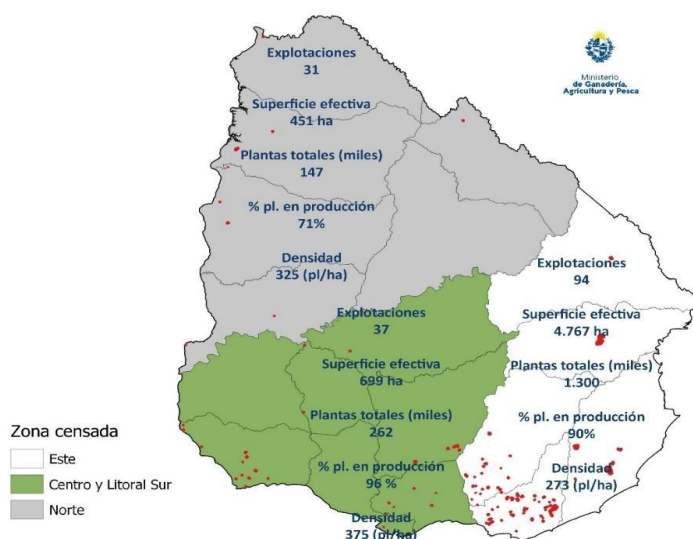 Ministerio
de Ganadería,
Agricultura y Pesca
Explotaciones
31
Superficie efectiva
451 ha
Plantas totales (miles)
147
% pl. en producción
71%
Densidad
325 (pl/ha)
Explotaciones
94
Superficie efectiva
4.767 ha
Plantas totales (miles)
1.300
% pl. en producción
90%
Densidad
273 (pl/ha)
Explotaciones
37
Superficie efectiva
699 ha
Plantas totales (miles)
262
% pl. en producción
96 %
Densidad
375 (pl/ha)
Zona censada
Este
Centro y Litoral Sur
Norte